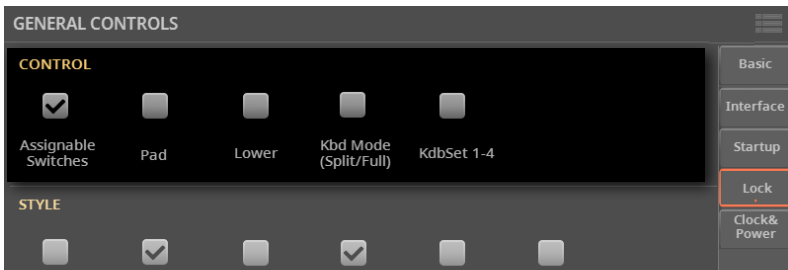 GENERAL CONTROLS
CONTROL
Assignable
Switches
Pad
Lower
Kbd Mode
(Split/Full)
KdbSet 1-4
STYLE
Basic
Interface
Startup
Lock
Clock&
Power